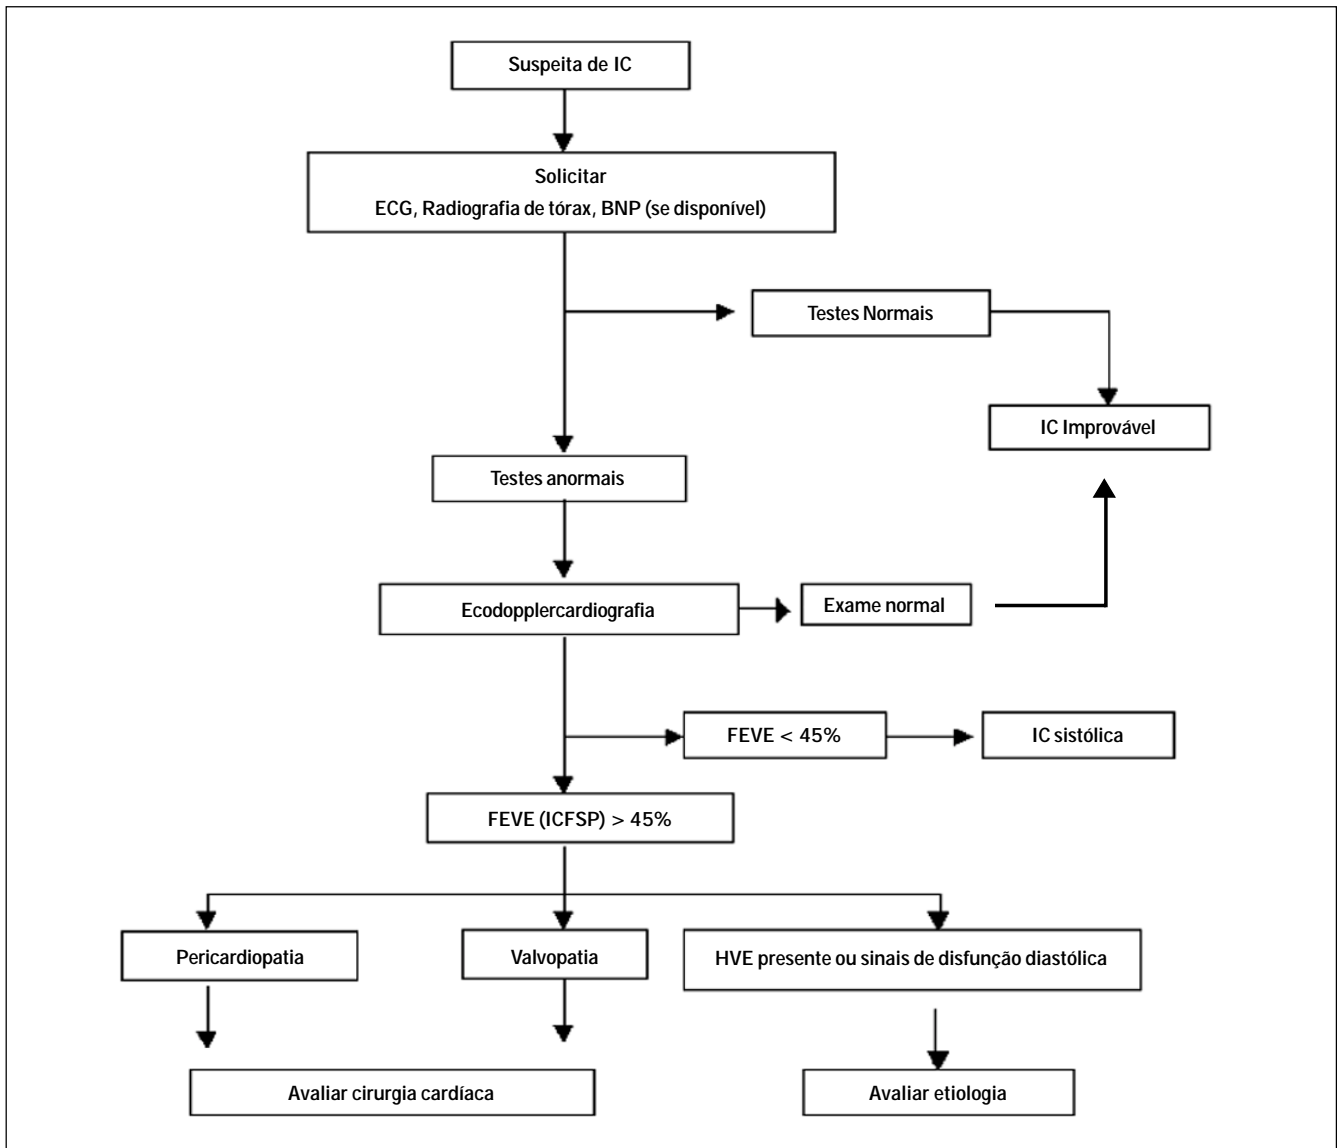 Suspeita de IC
Solicitar
ECG, Radiografia de tórax, BNP (se disponível)
Testes Normais
IC Improvável
Testes anormais
Ecodopplercardiografia
Exame normal
FEVE < 45%
IC sistólica
FEVE (ICFSP) > 45%
Pericardiopatia
Valvopatia
HVE presente ou sinais de disfunção diastólica
Avaliar cirurgia cardíaca
Avaliar etiologia